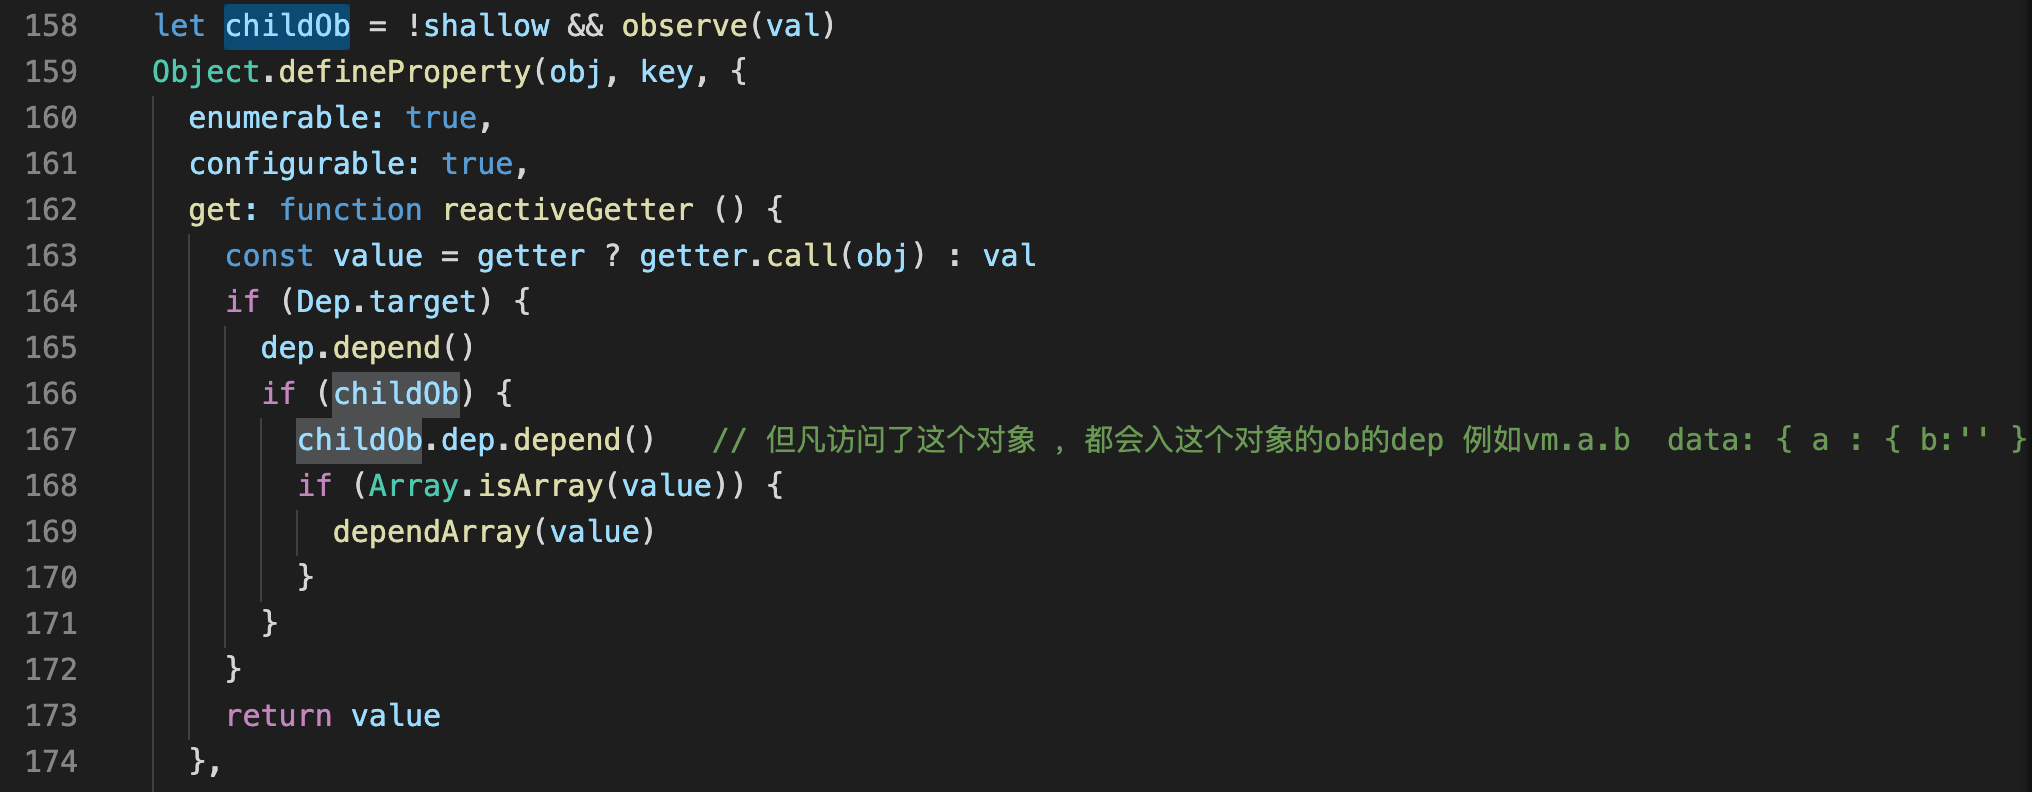 158 let childOb = !shallow && observe(val)
159 Object.defineProperty(obj, key, {
160 enumerable: true,
161 configurable: true,
162 get: function reactiveGetter () {
163 const value = getter ? getter.call(obj) : val
164 if (Dep.target) {
165 dep.depend()
166 if (childOb) {
167 childOb.dep.depend() // 但凡访问了这个对象 ，都会入这个对象的ob的dep 例如vm.a.b data: { a : { b:'' }
168 if (Array.isArray(value)) {
169 dependArray(value)
170 }
171 }
172 }
173 return value
174 },